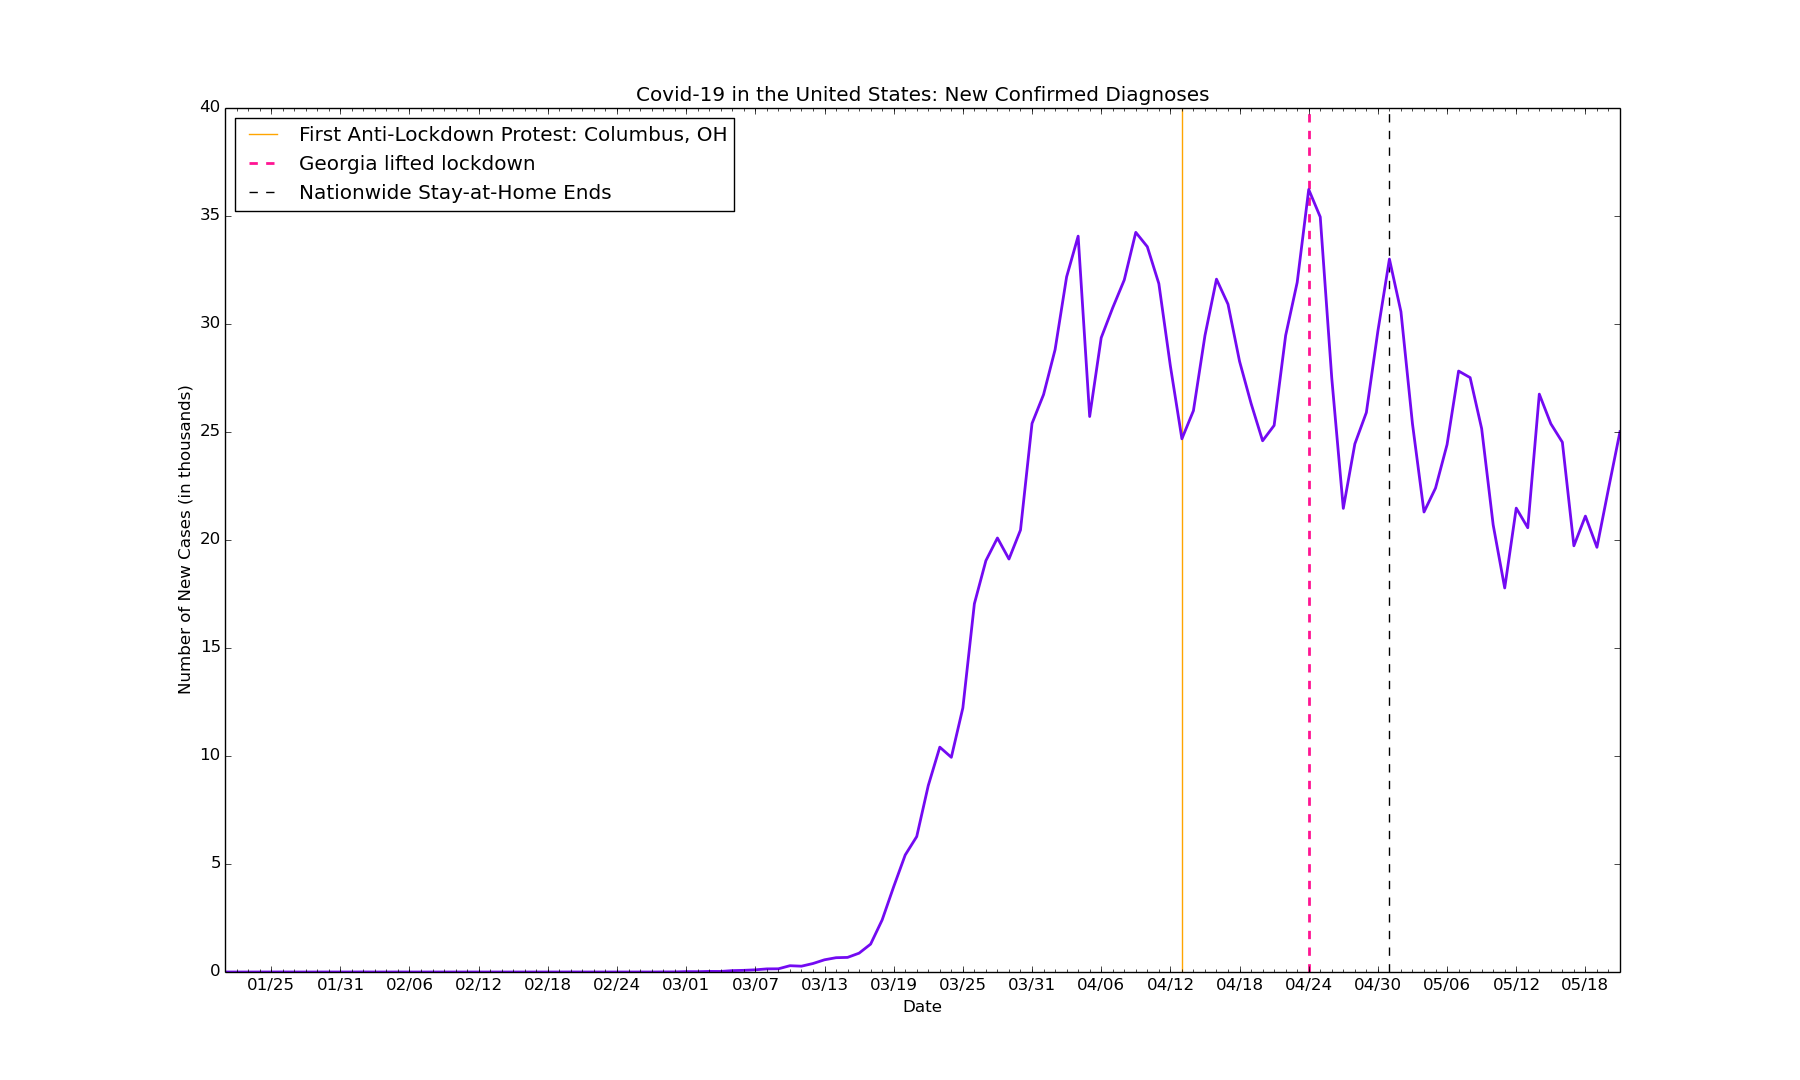 Covid-19 in the United States: New Confirmed Diagnoses
First Anti-Lockdown Protest: Columbus, OH
Georgia lifted lockdown
Nationwide Stay-at-Home Ends
Number of New Cases (in thousands)
40
35
30
25
20
15
10
5
0
01/25 01/31 02/06 02/12 02/18 02/24 03/01 03/07 03/13 03/19 03/25 03/31 04/06 04/12 04/18 04/24 04/30 05/06 05/12 05/18
Date